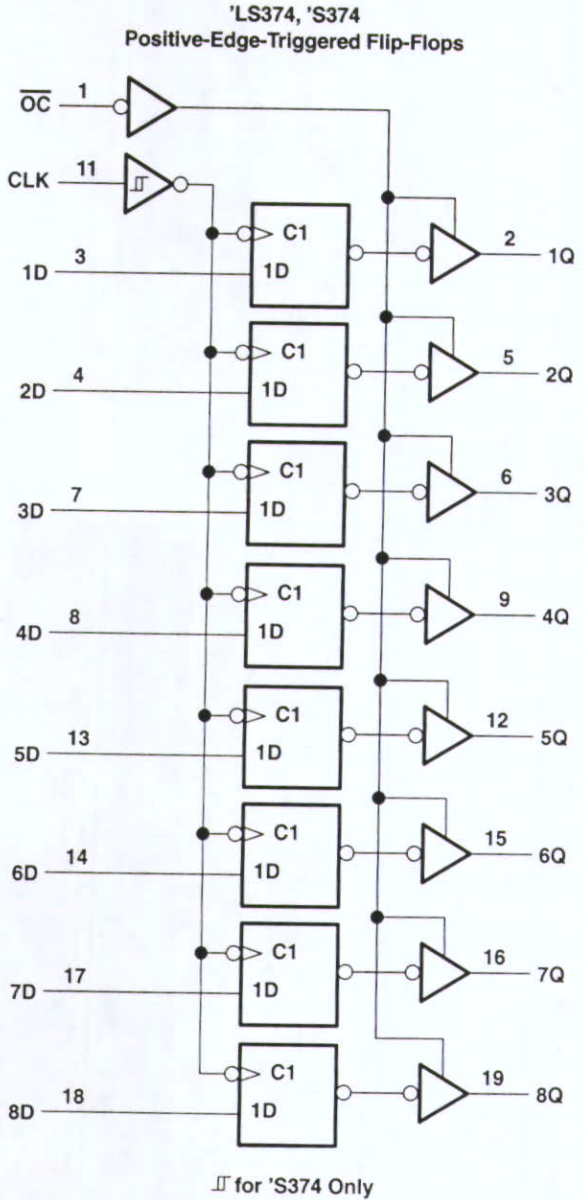 'LS374, 'S374
Positive-Edge-Triggered Flip-Flops
OC 1
CLK 11
C1
1D 3 1D 2 1Q
C1
2D 4 1D 5 2Q
C1
3D 7 1D 6 3Q
C1
4D 8 1D 9 4Q
C1
5D 13 1D 12 5Q
C1
6D 14 1D 15 6Q
C1
7D 17 1D 16 7Q
C1
8D 18 1D 19 8Q
for 'S374 Only